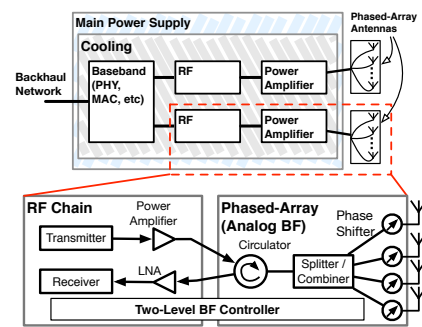 Main Power Supply
Phased-Array
Antennas
Cooling
Backhaul
Network
Baseband
(PHY,
MAC, etc)
RF
Power
Amplifier
RF
Power
Amplifier
RF Chain
Power
Amplifier
Transmitter
LNA
Receiver
Phased-Array
(Analog BF)
Circulator
Phase
Shifter
Splitter /
Combiner
Two-Level BF Controller